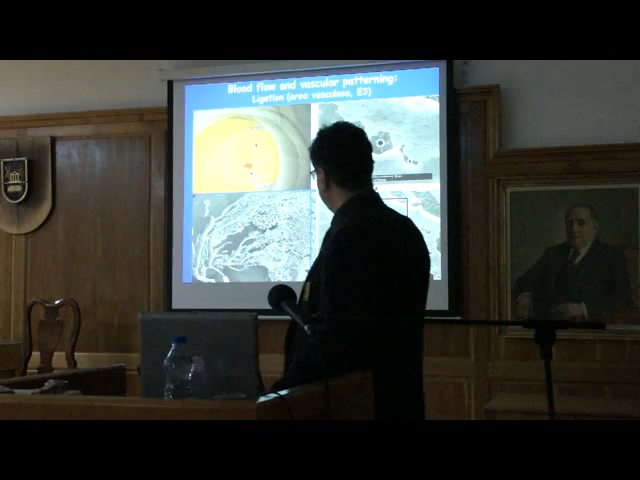 Blood flow and vascular patterning:
Ligation (area vasculosa, E3)